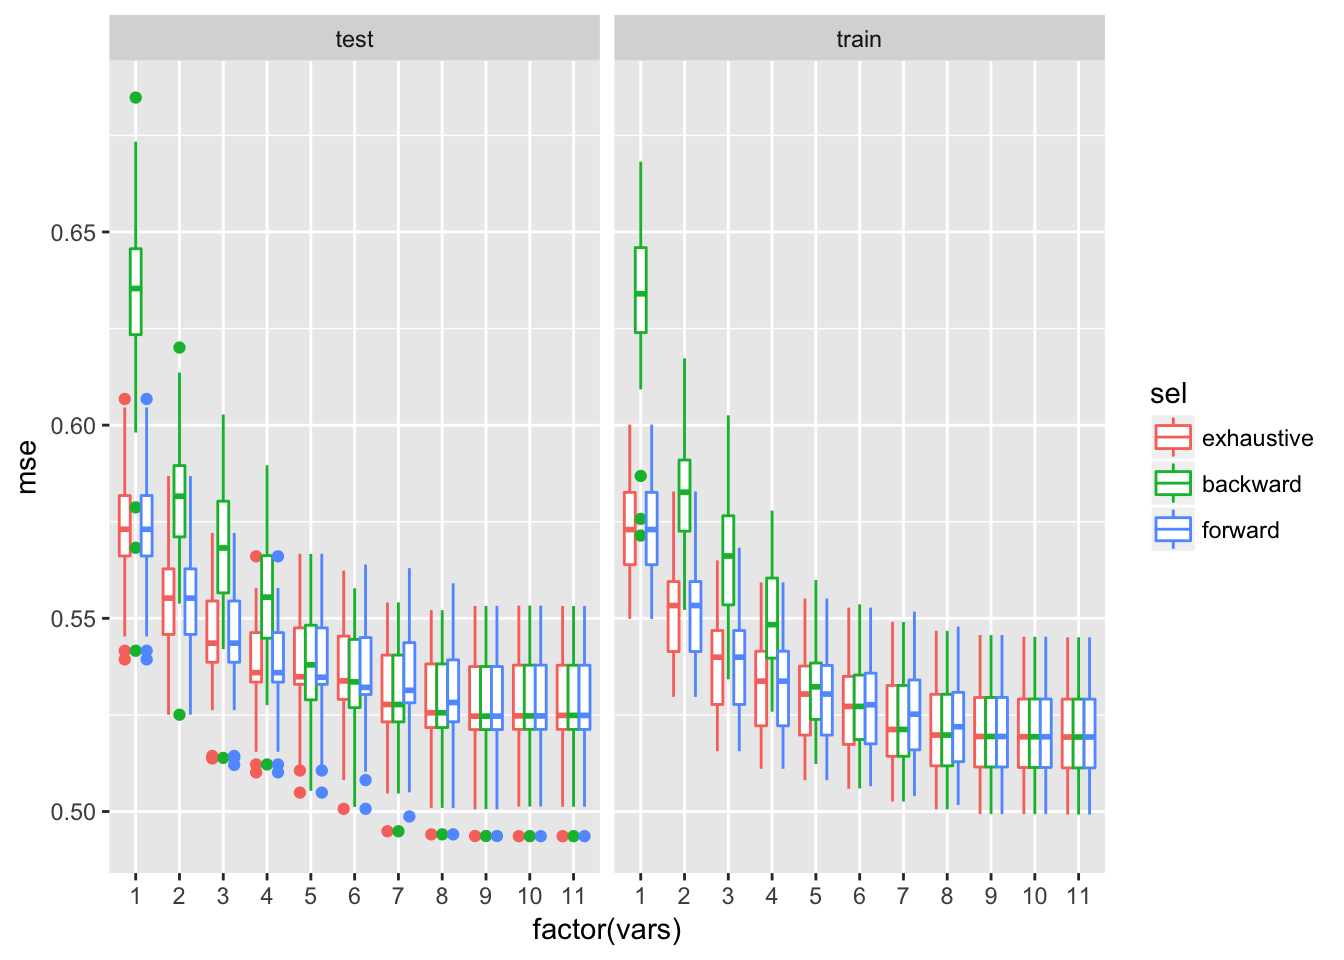 test train
mse
0.65
0.60
0.55
0.50
1 2 3 4 5 6 7 8 9 10 11 1 2 3 4 5 6 7 8 9 10 11
factor(vars)
sel
exhaustive
backward
forward